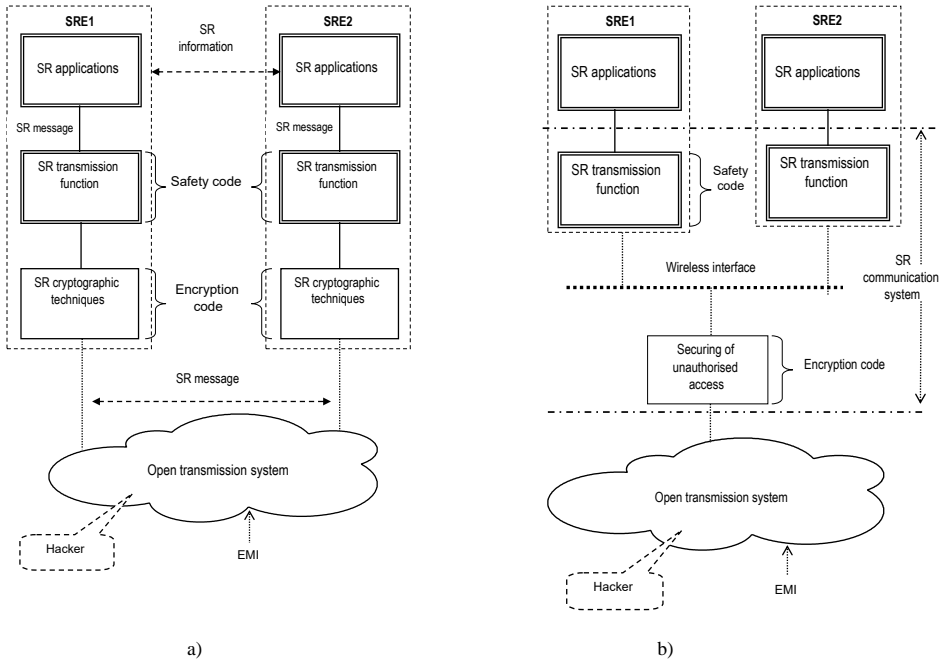 SRE1
SR
information
SRE2
SR applications
SR applications
SR message
SR message
SR transmission
function
Safety code
SR transmission
function
SR cryptographic
techniques
Encryption
code
SR cryptographic
techniques
SR message
Open transmission system
Hacker
EMI
a)
SRE1
SRE2
SR applications
SR applications
SR transmission
function
Safety
code
SR transmission
function
Wireless interface
SR
communication
system
Securing of
unauthorised
access
Encryption code
Open transmission system
Hacker
EMI
b)